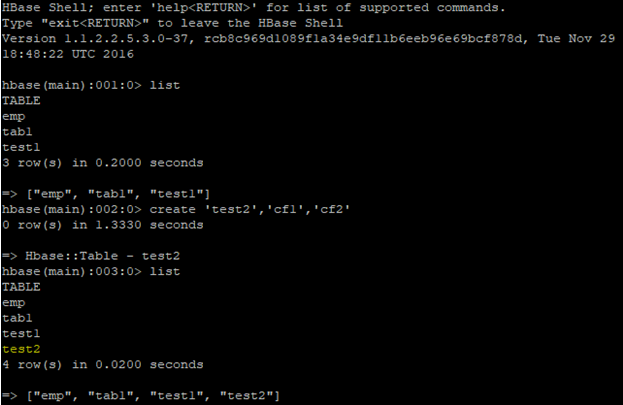 HBase Shell; enter 'help<RETURN>' for list of supported commands.
Type "exit<RETURN>" to leave the HBase Shell
Version 1.1.2.2.5.3.0-37, rcb8c969d1089f1a34e9df11b6eeb96e69bcf878d, Tue Nov 29
18:48:22 UTC 2016
hbase(main):001:0> list
TABLE
emp
tab1
test1
3 row(s) in 0.2000 seconds
=> ["emp", "tab1", "test1"]
hbase(main):002:0> create 'test2','cf1','cf2'
0 row(s) in 1.3330 seconds
=> Hbase::Table - test2
hbase(main):003:0> list
TABLE
emp
tab1
test1
test2
4 row(s) in 0.0200 seconds
=> ["emp", "tab1", "test1", "test2"]